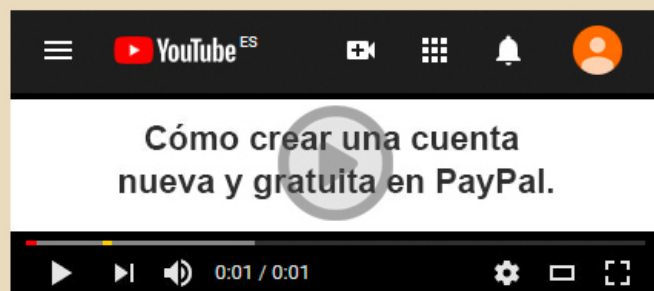 YouTube ES
Cómo crear una cuenta
nueva y gratuita en PayPal.
0:01 / 0:01